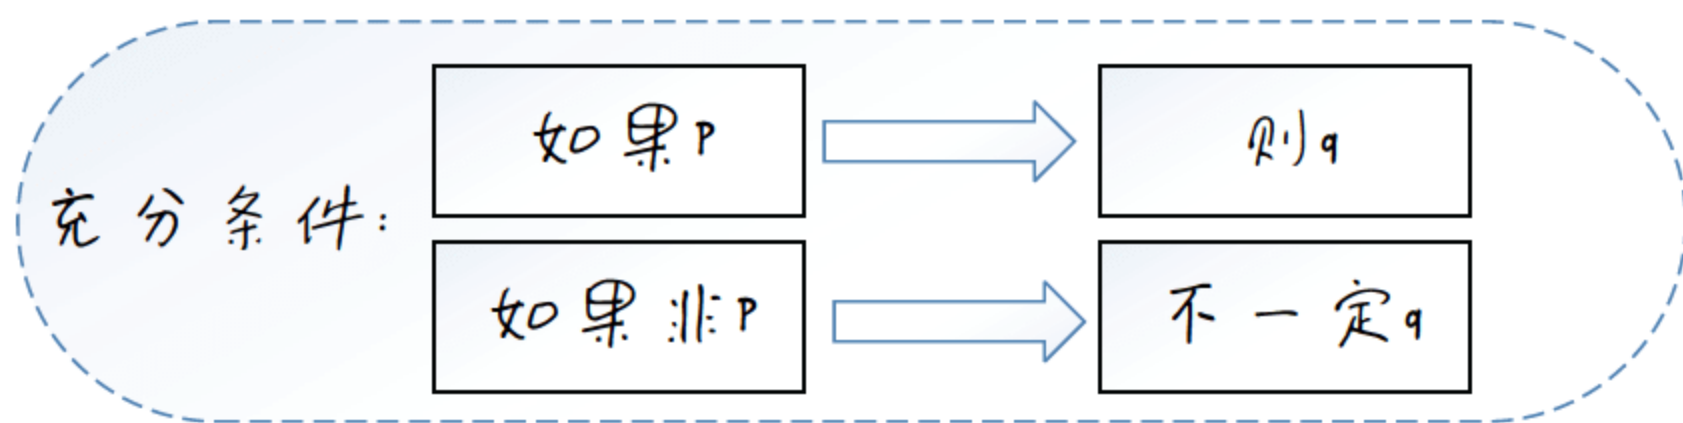 充分条件：
如果p
则q
如果非p
不一定q